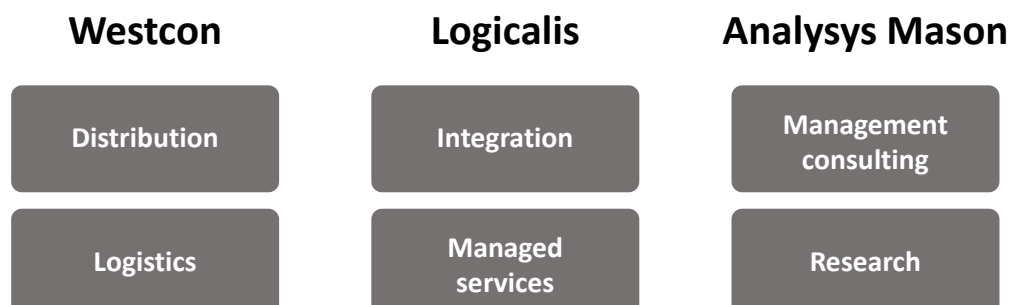 Westcon
Logicalis
Analysys Mason
Distribution
Integration
Management
consulting
Logistics
Managed
services
Research